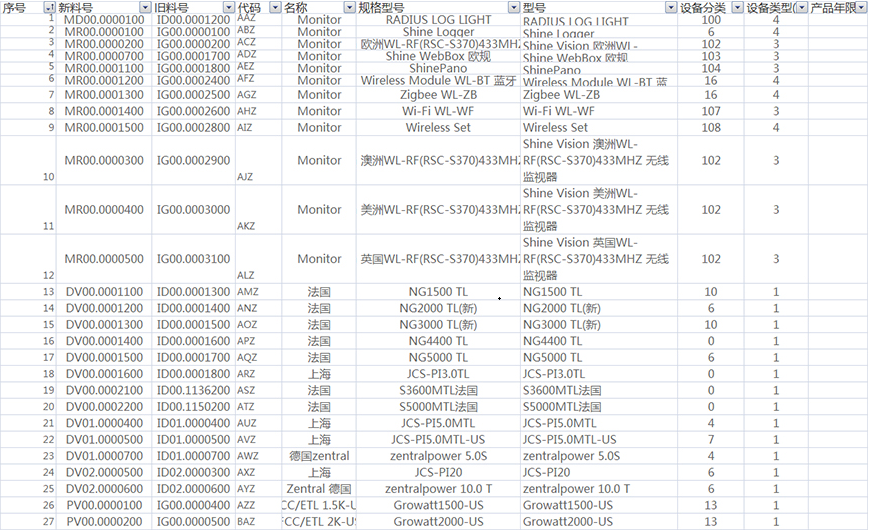 序号 新料号 旧料号 代码 名称 规格型号 型号 设备分类 设备类型( 产品年限
1 MD00.0000100 ID00.0001200 AAZ Monitor RADIUS LOG LIGHT RADIUS LOG LIGHT 100 4
2 MR00.0000100 IG00.0000100 ABZ Monitor Shine Logger Shine Logger 6 4
3 MR00.0000200 IG00.0000200 ACZ Monitor 欧洲WL-RF(RSC-S370)433MHZ Shine Vision 欧洲WL- 102 3
4 MR00.0000700 IG00.0001700 ADZ Monitor Shine WebBox 欧规 Shine WebBox 欧规 103 3
5 MR00.0001100 IG00.0001800 AEZ Monitor ShinePano ShinePano 104 3
6 MR00.0001200 IG00.0002400 AFZ Monitor Wireless Module WL-BT 蓝牙 Wireless Module WL-BT 蓝 16 4
7 MR00.0001300 IG00.0002500 AGZ Monitor Zigbee WL-ZB Zigbee WL-ZB 16 4
8 MR00.0001400 IG00.0002600 AHZ Monitor Wi-Fi WL-WF Wi-Fi WL-WF 107 3
9 MR00.0001500 IG00.0002800 AIZ Monitor Wireless Set Wireless Set 108 4
Shine Vision 澳洲WL-
10 MR00.0000300 IG00.0002900 AJZ Monitor 澳洲WL-RF(RSC-S370)433MHZ RF(RSC-S370)433MHZ 无线 102 3
监视器
Shine Vision 美洲WL-
11 MR00.0000400 IG00.0003000 AKZ Monitor 美洲WL-RF(RSC-S370)433MHZ RF(RSC-S370)433MHZ 无线 102 3
监视器
Shine Vision 英国WL-
12 MR00.0000500 IG00.0003100 ALZ Monitor 英国WL-RF(RSC-S370)433MHZ RF(RSC-S370)433MHZ 无线 102 3
监视器
13 DV00.0001100 ID00.0001300 AMZ 法国 NG1500 TL NG1500 TL 10 1
14 DV00.0001200 ID00.0001400 ANZ 法国 NG2000 TL(新) NG2000 TL(新) 6 1
15 DV00.0001300 ID00.0001500 AOZ 法国 NG3000 TL(新) NG3000 TL(新) 10 1
16 DV00.0001400 ID00.0001600 APZ 法国 NG4400 TL NG4400 TL 0 1
17 DV00.0001500 ID00.0001700 AQZ 法国 NG5000 TL NG5000 TL 6 1
18 DV00.0001600 ID00.0001800 ARZ 上海 JCS-PI3.0TL JCS-PI3.0TL 0 1
19 DV00.0002100 ID00.1136200 ASZ 法国 S3600MTL法国 S3600MTL法国 0 1
20 DV00.0002200 ID00.1150200 ATZ 法国 S5000MTL法国 S5000MTL法国 0 1
21 DV01.0000400 ID01.0000400 AUZ 上海 JCS-PI5.0MTL JCS-PI5.0MTL 4 1
22 DV01.0000500 ID01.0000500 AVZ 上海 JCS-PI5.0MTL-US JCS-PI5.0MTL-US 7 1
23 DV01.0000700 ID01.0000700 AWZ 德国zentral zentralpower 5.0S zentralpower 5.0S 4 1
24 DV02.0000500 ID02.0000300 AXZ 上海 JCS-PI20 JCS-PI20 6 1
25 DV02.0000600 ID02.0000600 AYZ Zentral 德国 zentralpower 10.0 T zentralpower 10.0 T 6 1
26 PV00.0000100 IG00.0000400 AZZ CC/ETL 1.5K-U Growatt1500-US Growatt1500-US 13 1
27 PV00.0000200 IG00.0000500 BAZ FCC/ETL 2K-US Growatt2000-US Growatt2000-US 13 1